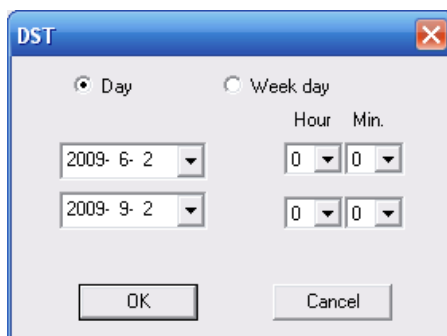 DST
Day Week day
Hour Min.
2009- 6- 2 0 0
2009- 9- 2 0 0
OK Cancel